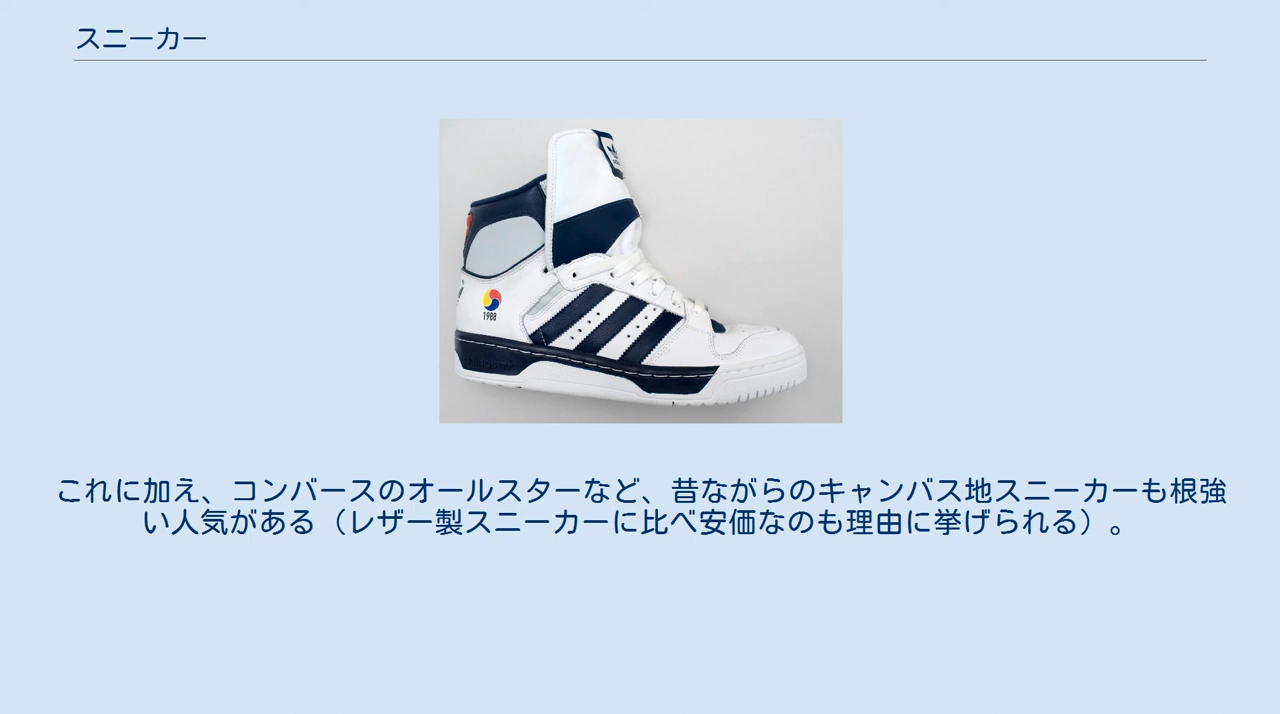 スニーカー
1988
これに加え、コンバースのオールスターなど、昔ながらのキャンバス地スニーカーも根強
い人気がある（レザー製スニーカーに比べ安価なのも理由に挙げられる）。